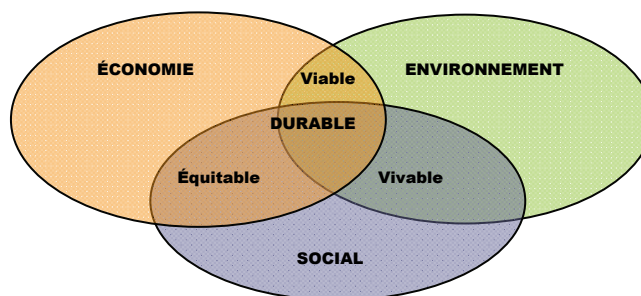 ÉCONOMIE
Viable
ENVIRONNEMENT
DURABLE
Équitable
Vivable
SOCIAL